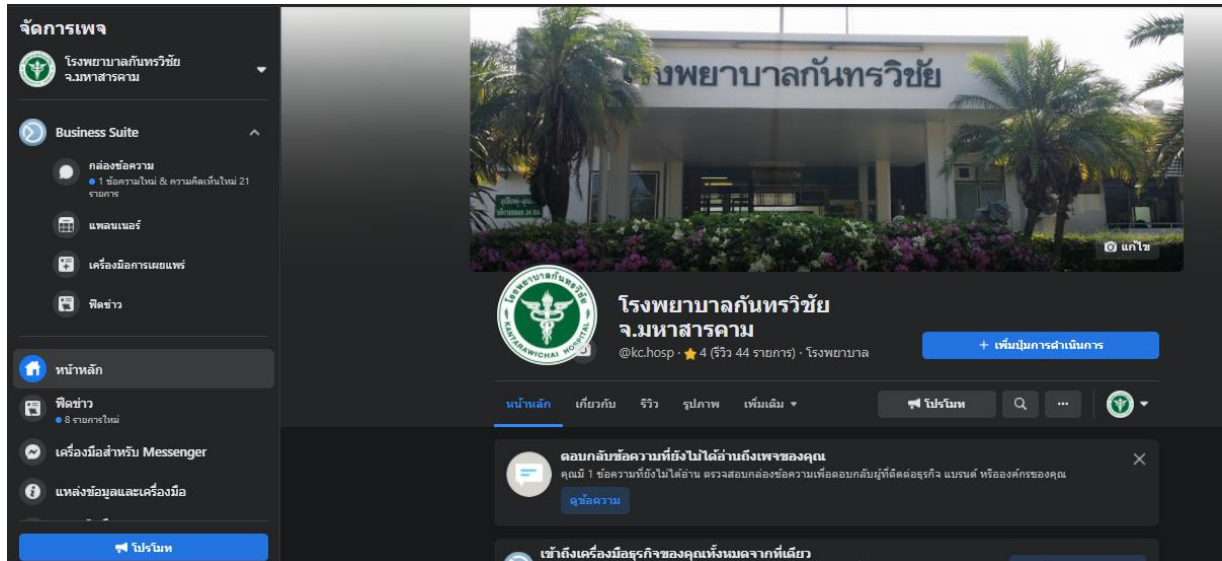 จัดการเพจ
โรงพยาบาลกันทรวิชัย
จ.มหาสารคาม
Business Suite
กล่องข้อความ
1 ข้อความใหม่ & ความคิดเห็นใหม่ 21
รายการ
แพลนเนอร์
เครื่องมือการเผยแพร่
ฟีดข่าว
หน้าหลัก
ฟีดข่าว
8 รายการใหม่
เครื่องมือสำหรับ Messenger
แหล่งข้อมูลและเครื่องมือ
โปรโมท
โรงพยาบาลกันทรวิชัย
แก้ไข
โรงพยาบาลกันทรวิชัย
KANTARAWICHAI HOSPITAL
โรงพยาบาลกันทรวิชัย
จ.มหาสารคาม
@kc.hosp · 4 (รีวิว 44 รายการ) · โรงพยาบาล
+ เพิ่มปุ่มการดำเนินการ
หน้าหลัก เกี่ยวกับ รีวิว รูปภาพ เพิ่มเติม
โปรโมท
ตอบกลับข้อความที่ยังไม่ได้อ่านถึงเพจของคุณ
คุณมี 1 ข้อความที่ยังไม่ได้อ่าน ตรวจสอบกล่องข้อความเพื่อตอบกลับผู้ที่ติดต่อธุรกิจ แบรนด์ หรือองค์กรของคุณ
ดูข้อความ
เข้าถึงเครื่องมือธุรกิจของคุณทั้งหมดจากที่เดียว